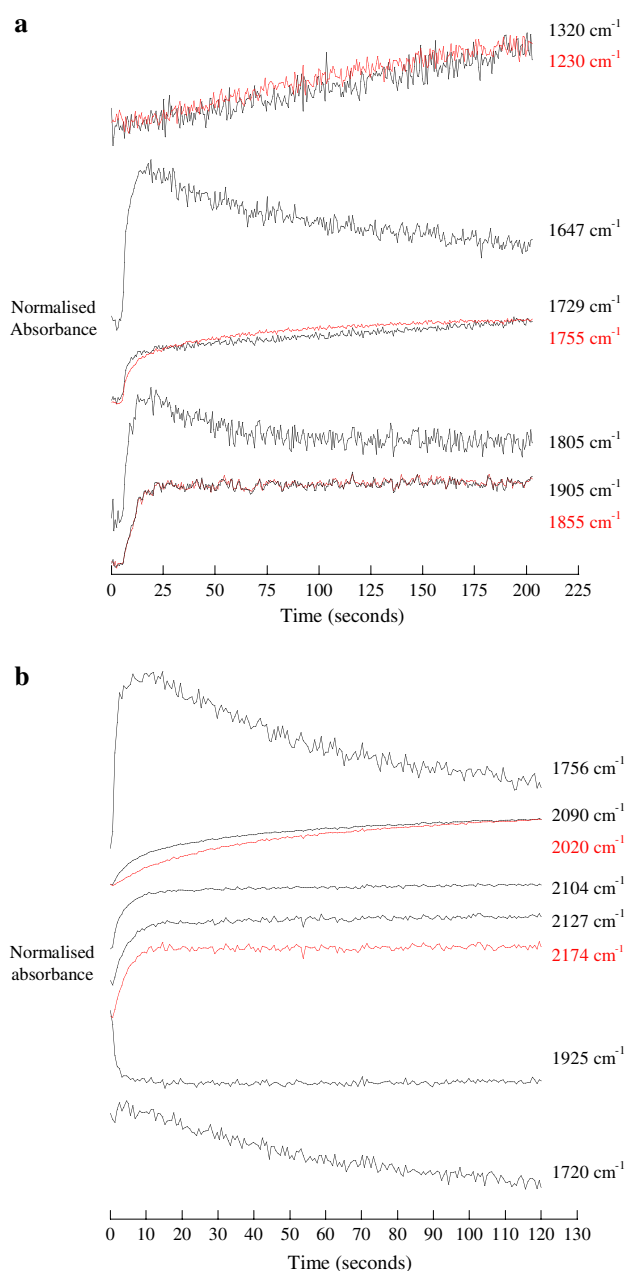 a
1320 cm-1
1230 cm-1
1647 cm-1
Normalised
Absorbance
1729 cm-1
1755 cm-1
1805 cm-1
1905 cm-1
1855 cm-1
0 25 50 75 100 125 150 175 200 225
Time (seconds)
b
1756 cm-1
2090 cm-1
2020 cm-1
2104 cm-1
2127 cm-1
Normalised
absorbance
2174 cm-1
1925 cm-1
1720 cm-1
0 10 20 30 40 50 60 70 80 90 100 110 120 130
Time (seconds)